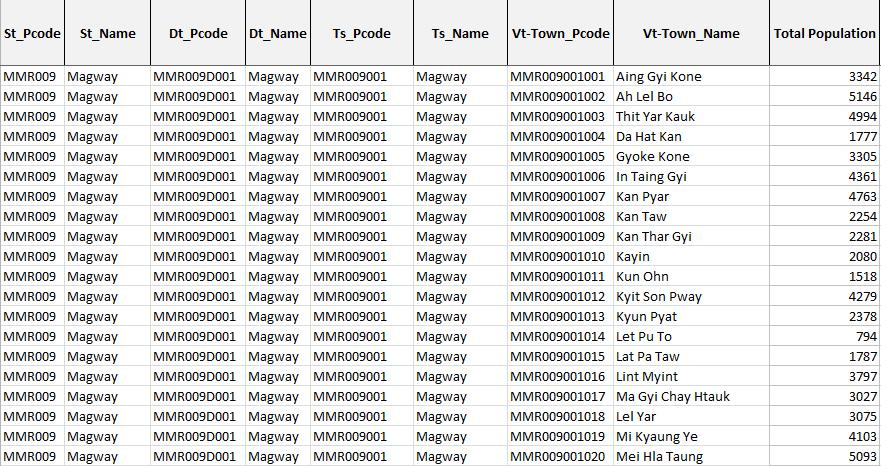 St_Pcode St_Name Dt_Pcode Dt_Name Ts_Pcode Ts_Name Vt-Town_Pcode Vt-Town_Name Total Population
MMR009 Magway MMR009D001 Magway MMR009001 Magway MMR009001001 Aing Gyi Kone 3342
MMR009 Magway MMR009D001 Magway MMR009001 Magway MMR009001002 Ah Lel Bo 5146
MMR009 Magway MMR009D001 Magway MMR009001 Magway MMR009001003 Thit Yar Kauk 4994
MMR009 Magway MMR009D001 Magway MMR009001 Magway MMR009001004 Da Hat Kan 1777
MMR009 Magway MMR009D001 Magway MMR009001 Magway MMR009001005 Gyoke Kone 3305
MMR009 Magway MMR009D001 Magway MMR009001 Magway MMR009001006 In Taing Gyi 4361
MMR009 Magway MMR009D001 Magway MMR009001 Magway MMR009001007 Kan Pyar 4763
MMR009 Magway MMR009D001 Magway MMR009001 Magway MMR009001008 Kan Taw 2254
MMR009 Magway MMR009D001 Magway MMR009001 Magway MMR009001009 Kan Thar Gyi 2281
MMR009 Magway MMR009D001 Magway MMR009001 Magway MMR009001010 Kayin 2080
MMR009 Magway MMR009D001 Magway MMR009001 Magway MMR009001011 Kun Ohn 1518
MMR009 Magway MMR009D001 Magway MMR009001 Magway MMR009001012 Kyit Son Pway 4279
MMR009 Magway MMR009D001 Magway MMR009001 Magway MMR009001013 Kyun Pyat 2378
MMR009 Magway MMR009D001 Magway MMR009001 Magway MMR009001014 Let Pu To 794
MMR009 Magway MMR009D001 Magway MMR009001 Magway MMR009001015 Lat Pa Taw 1787
MMR009 Magway MMR009D001 Magway MMR009001 Magway MMR009001016 Lint Myint 3797
MMR009 Magway MMR009D001 Magway MMR009001 Magway MMR009001017 Ma Gyi Chay Htauk 3027
MMR009 Magway MMR009D001 Magway MMR009001 Magway MMR009001018 Lel Yar 3075
MMR009 Magway MMR009D001 Magway MMR009001 Magway MMR009001019 Mi Kyaung Ye 4103
MMR009 Magway MMR009D001 Magway MMR009001 Magway MMR009001020 Mei Hla Taung 5093